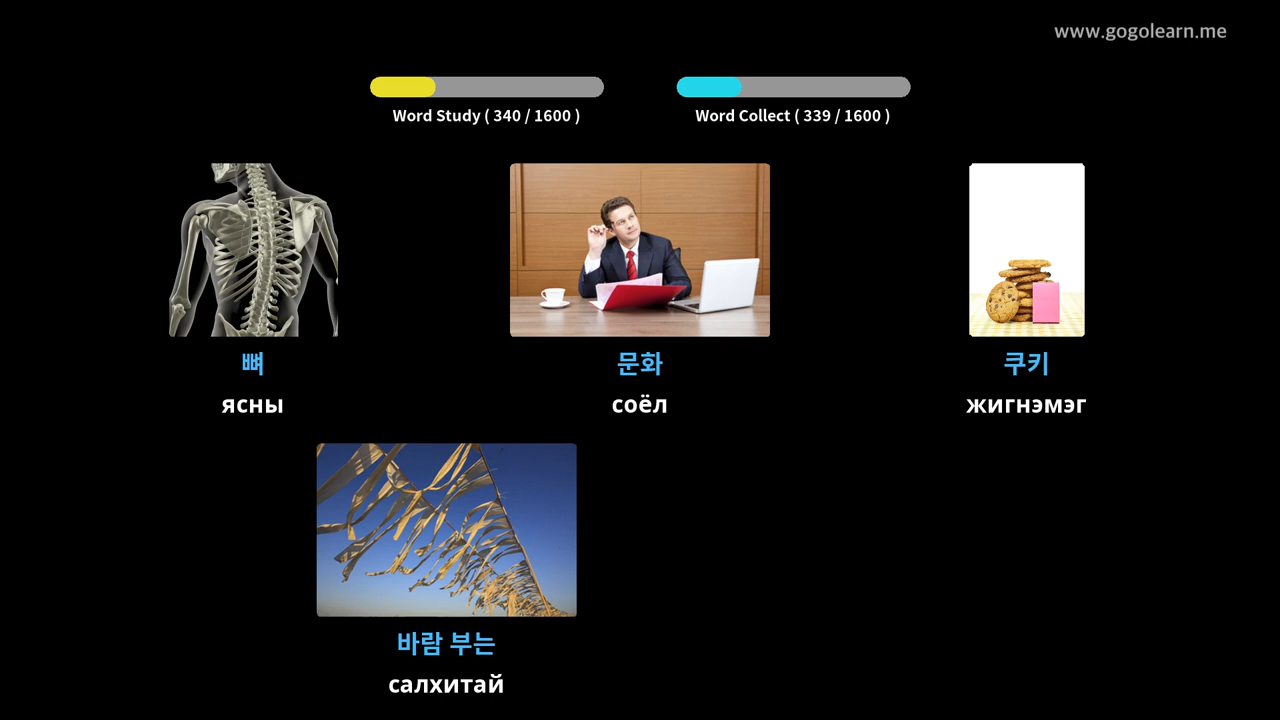 www.gogolearn.me
Word Study ( 340 / 1600 )
Word Collect ( 339 / 1600 )
뼈
문화
쿠키
ясны
соёл
жигнэмэг
바람 부는
салхитай